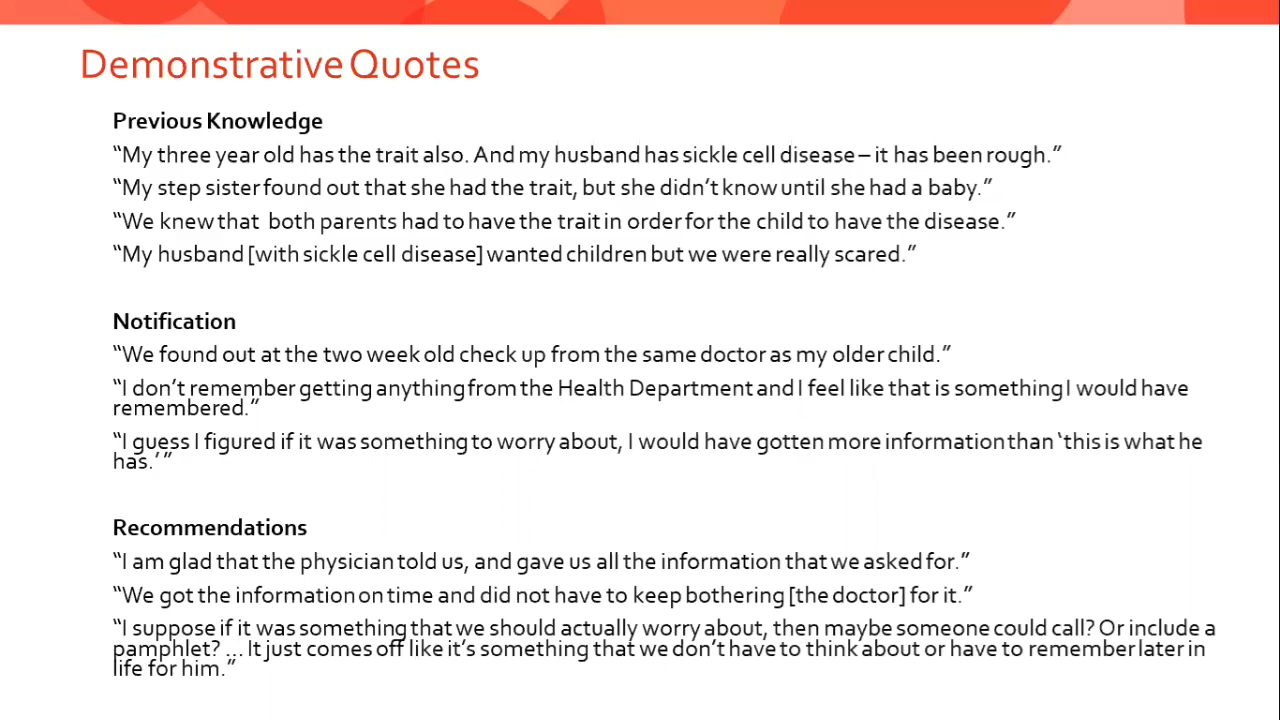 Demonstrative Quotes
Previous Knowledge
“My three year old has the trait also. And my husband has sickle cell disease – it has been rough.”
“My step sister found out that she had the trait, but she didn’t know until she had a baby.”
“We knew that  both parents had to have the trait in order for the child to have the disease.”
“My husband [with sickle cell disease] wanted children but we were really scared.”
Notification
“We found out at the two week old check up from the same doctor as my older child.”
“I don’t remember getting anything from the Health Department and I feel like that is something I would have
remembered.”
“I guess I figured if it was something to worry about, I would have gotten more information than ‘this is what he
has.’”
Recommendations
“I am glad that the physician told us, and gave us all the information that we asked for.”
“We got the information on time and did not have to keep bothering [the doctor] for it.”
“I suppose if it was something that we should actually worry about, then maybe someone could call? Or include a
pamphlet? ... It just comes off like it’s something that we don’t have to think about or have to remember later in
life for him.”